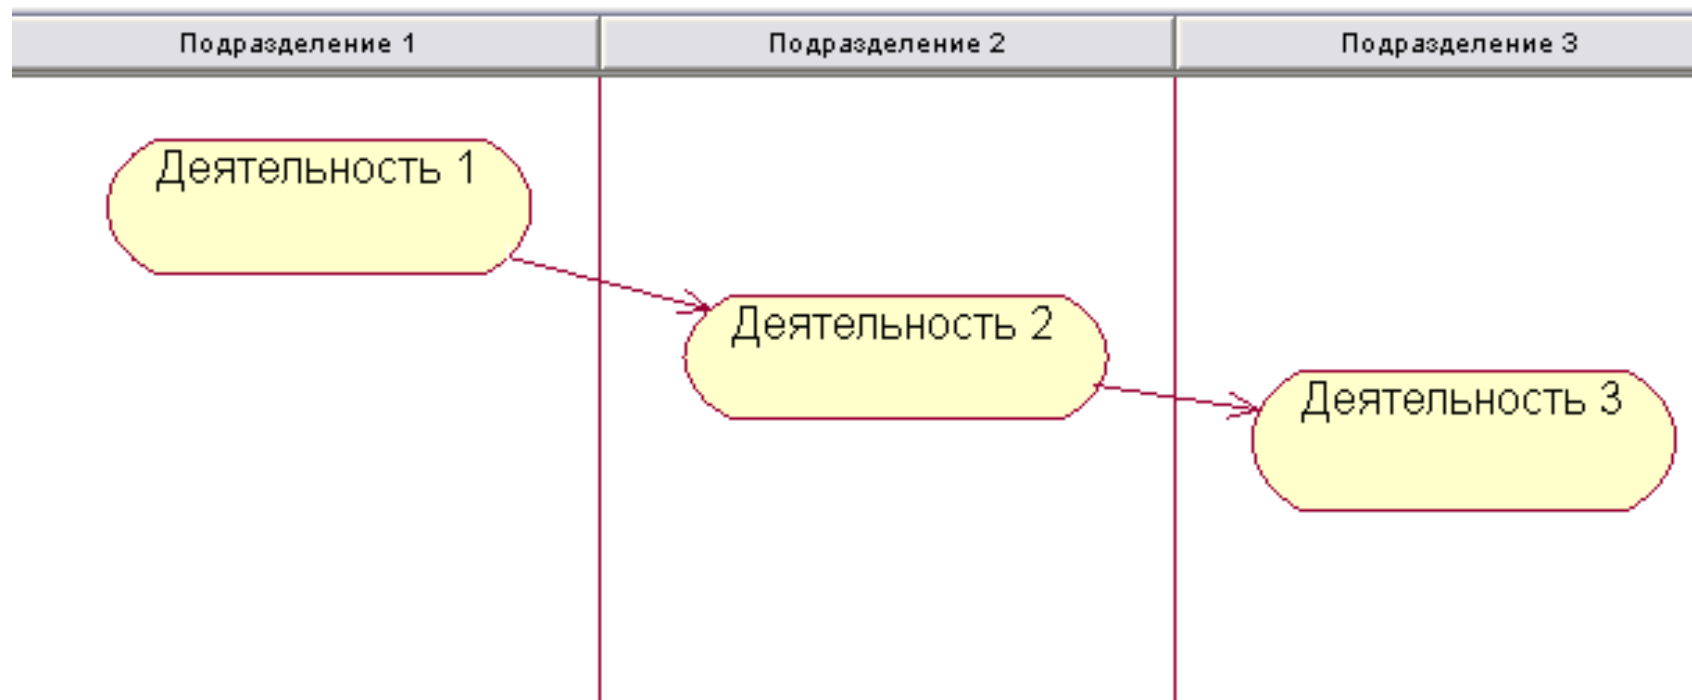 Подразделение 1
Подразделение 2
Подразделение 3
Деятельность 1
Деятельность 2
Деятельность 3